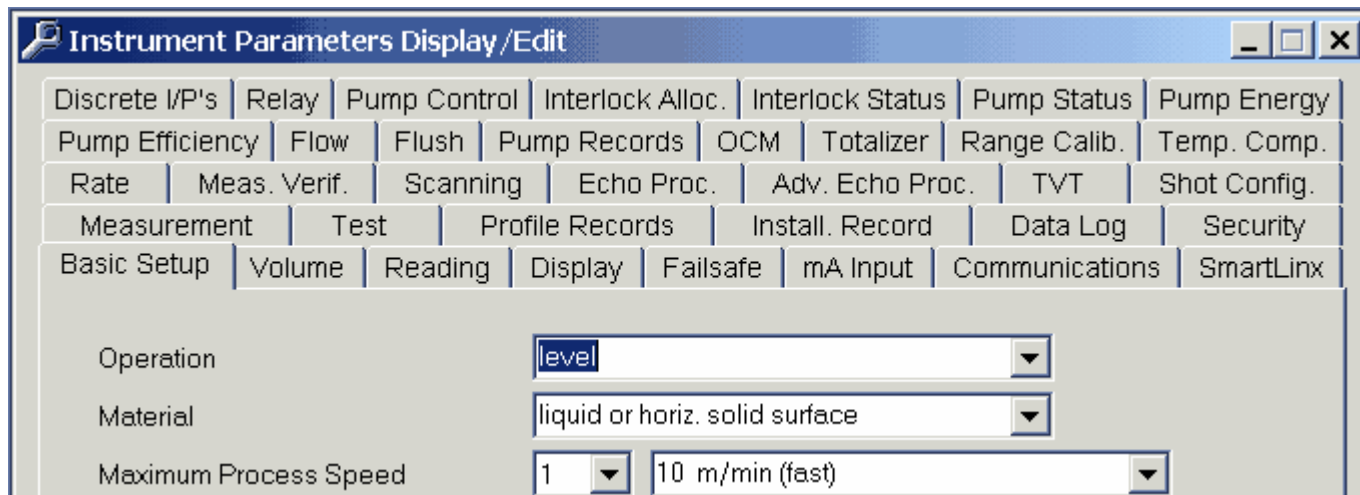 Instrument Parameters Display/Edit
Discrete I/P's Relay Pump Control Interlock Alloc. Interlock Status Pump Status Pump Energy
Pump Efficiency Flow Flush Pump Records OCM Totalizer Range Calib. Temp. Comp.
Rate Meas. Verif. Scanning Echo Proc. Adv. Echo Proc. TVT Shot Config.
Measurement Test Profile Records Install. Record Data Log Security
Basic Setup Volume Reading Display Failsafe mA Input Communications SmartLinx
Operation level
Material liquid or horiz. solid surface
Maximum Process Speed 1 10 m/min (fast)